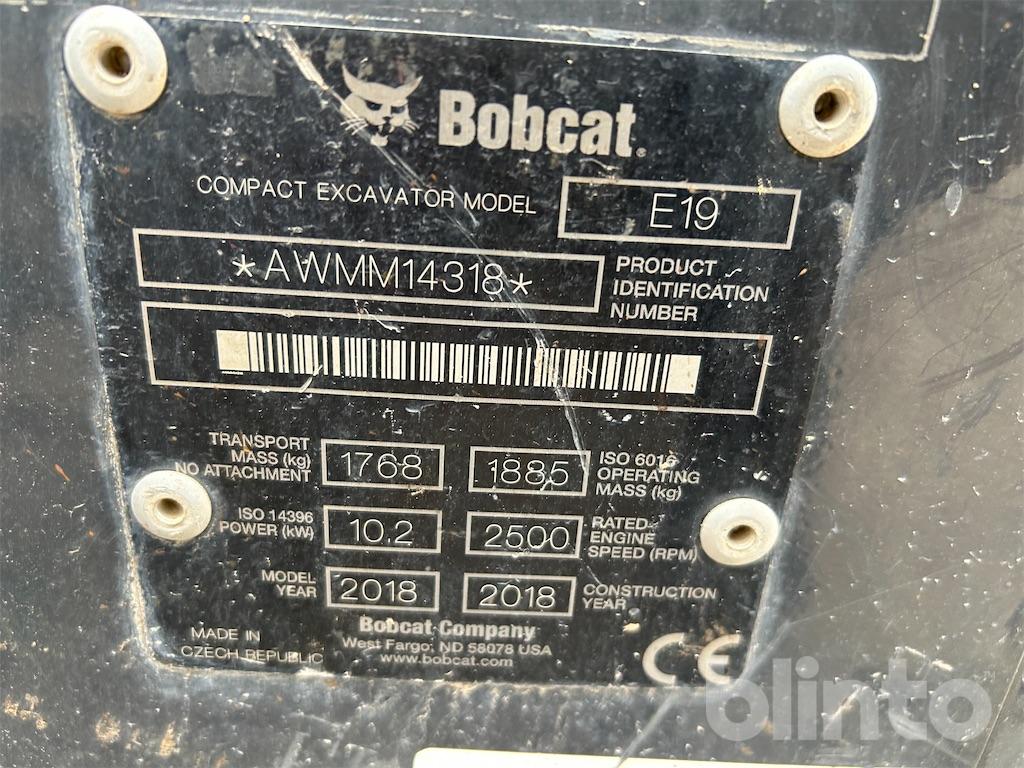 Bobcat.
COMPACT EXCAVATOR MODEL
E19
*AWMM14318*
PRODUCT
IDENTIFICATION
NUMBER
TRANSPORT
MASS (kg)
NO ATTACHMENT
1768
1885
ISO 6016
OPERATING
MASS (kg)
ISO 14396
POWER (kW)
10.2
2500
RATED
ENGINE
SPEED (RPM)
MODEL
YEAR
2018
2018
CONSTRUCTION
YEAR
MADE IN
CZECH REPUBLIC
Bobcat Company
West Fargo, ND 58078 USA
www.bobcat.com
CE
blinto